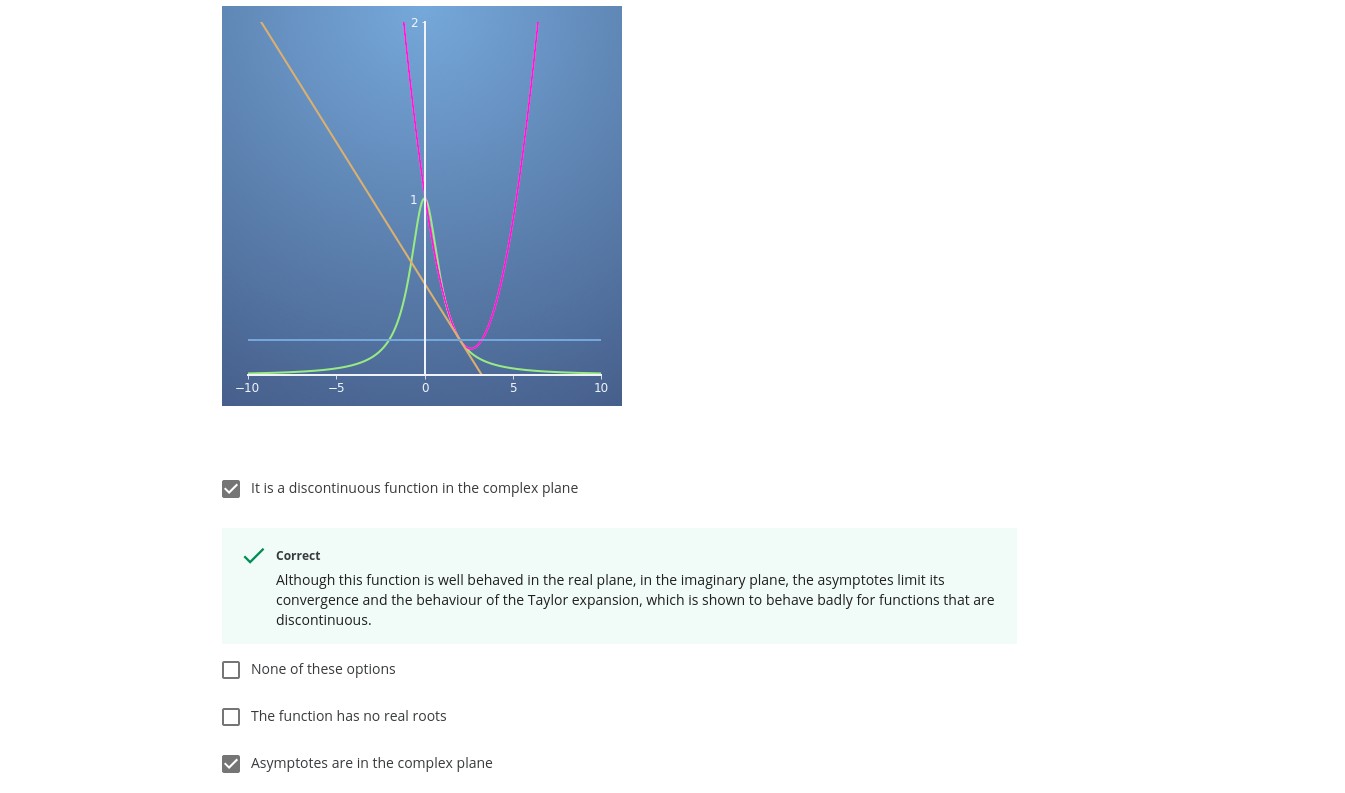 2
1
−10 −5 0 5 10
It is a discontinuous function in the complex plane
Correct
Although this function is well behaved in the real plane, in the imaginary plane, the asymptotes limit its
convergence and the behaviour of the Taylor expansion, which is shown to behave badly for functions that are
discontinuous.
None of these options
The function has no real roots
Asymptotes are in the complex plane